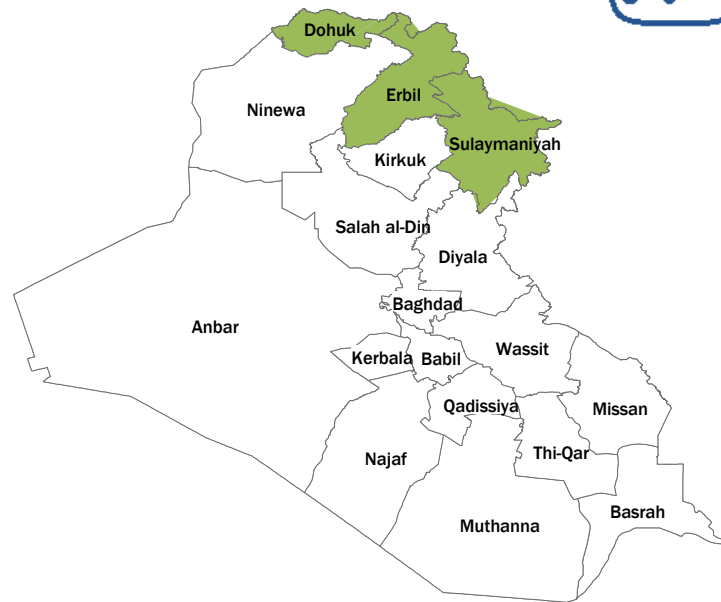 Dohuk
Erbil
Ninewa
Sulaymaniyah
Kirkuk
Salah al-Din
Diyala
Baghdad
Anbar
Wassit
Kerbala
Babil
Qadissiya
Missan
Thi-Qar
Najaf
Basrah
Muthanna